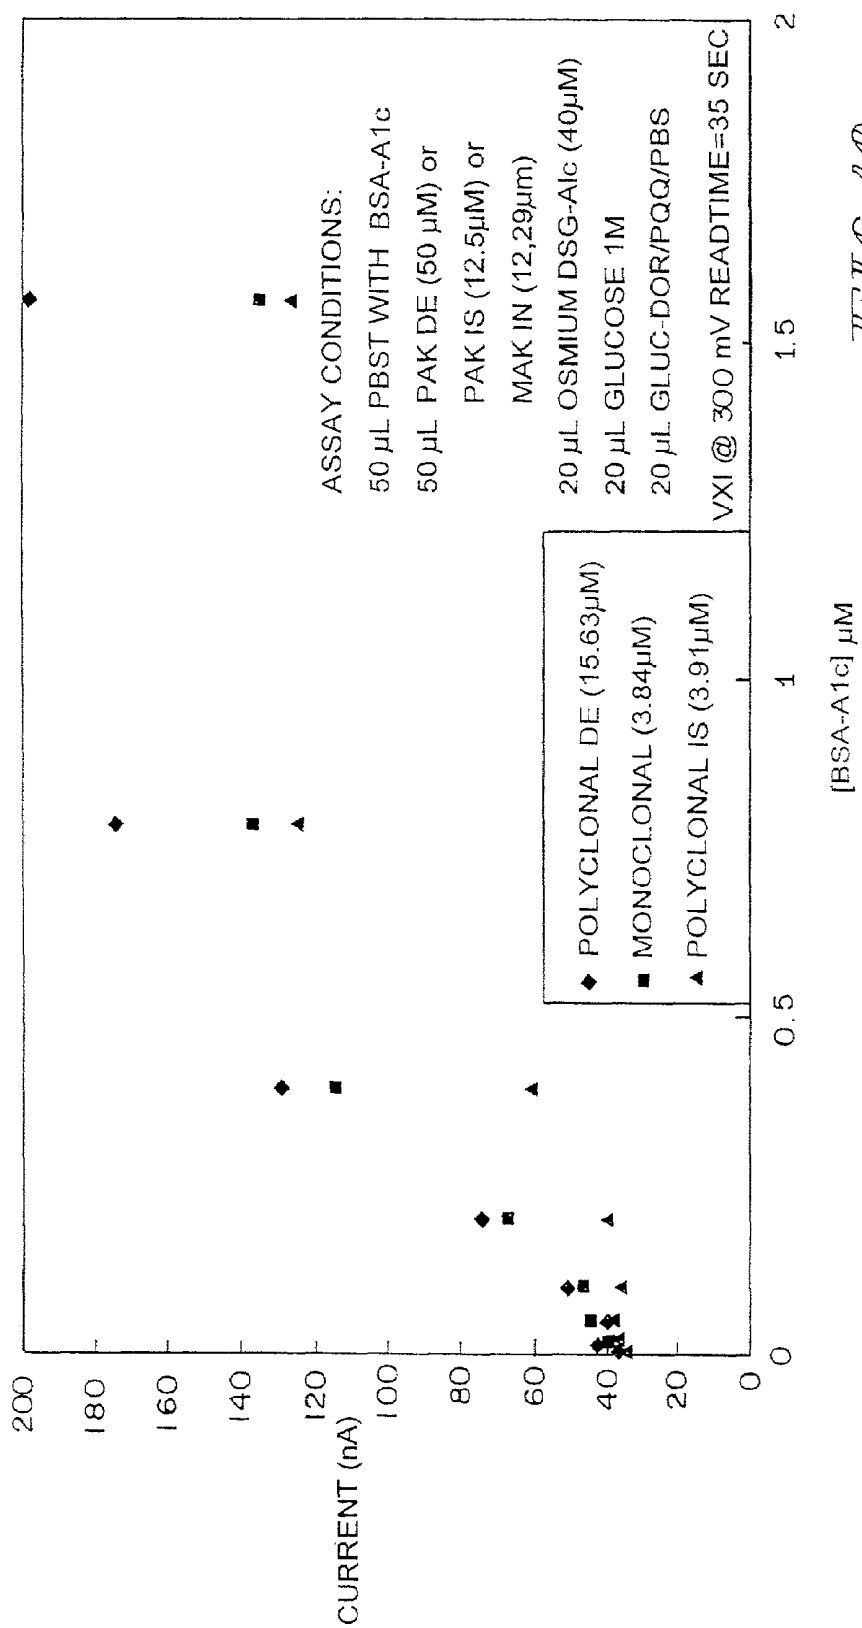 CURRENT (nA)
200
180
160
140
120
100
80
60
40
20
0
0
0.5
1
1.5
2
[BSA-A1c] µM
ASSAY CONDITIONS:
50 µL PBST WITH BSA-A1c
50 µL PAK DE (50 µM) or
PAK IS (12.5µM) or
MAK IN (12,29µm)
20 µL OSMIUM DSG-Alc (40µM)
20 µL GLUCOSE 1M
20 µL GLUC-DOR/PQQ/PBS
VXI @ 300 mV READTIME=35 SEC
◆ POLYCLONAL DE (15.63µM)
■ MONOCLONAL (3.84µM)
▲ POLYCLONAL IS (3.91µM)